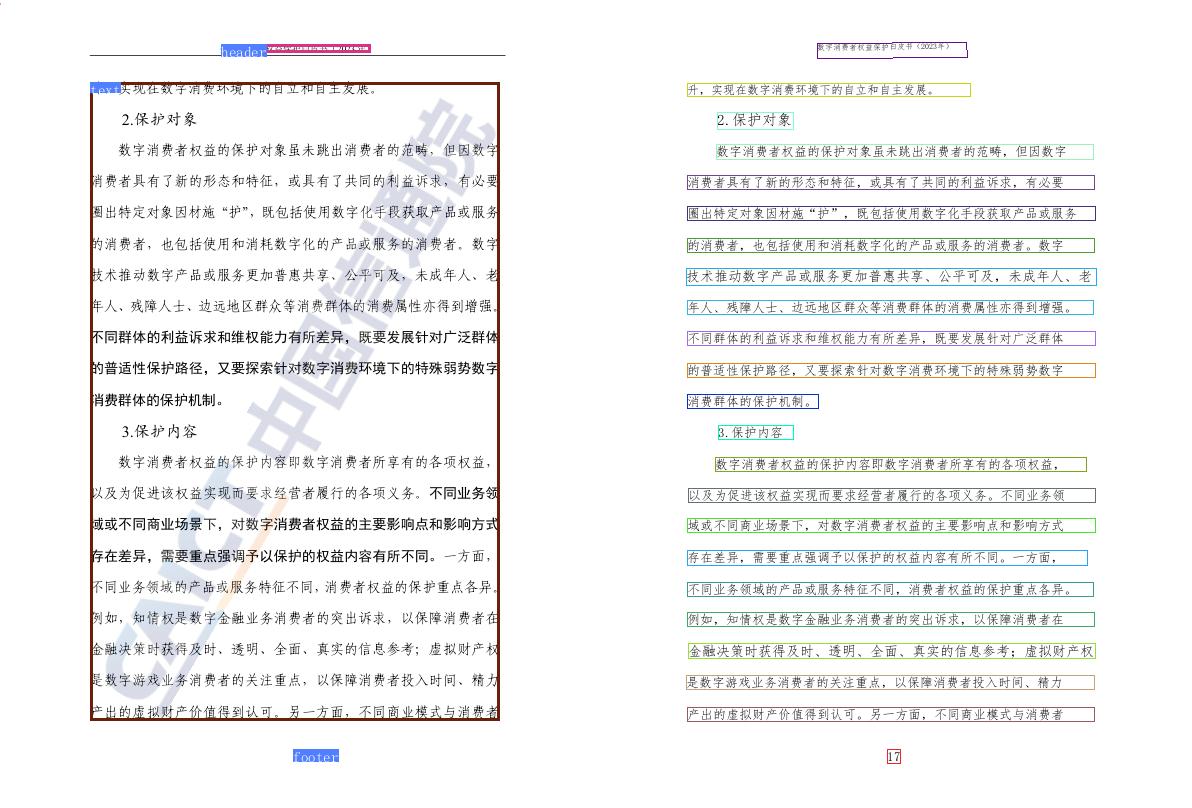 header
text
实现在数字消费环境下的自立和自主发展。
2.保护对象
数字消费者权益的保护对象虽未跳出消费者的范畴，但因数字
消费者具有了新的形态和特征，或具有了共同的利益诉求，有必要
圈出特定对象因材施“护”，既包括使用数字化手段获取产品或服务
的消费者，也包括使用和消耗数字化的产品或服务的消费者。数字
技术推动数字产品或服务更加普惠共享、公平可及，未成年人、老
年人、残障人士、边远地区群众等消费群体的消费属性亦得到增强。
不同群体的利益诉求和维权能力有所差异，既要发展针对广泛群体
的普适性保护路径，又要探索针对数字消费环境下的特殊弱势数字
消费群体的保护机制。
3.保护内容
数字消费者权益的保护内容即数字消费者所享有的各项权益，
以及为促进该权益实现而要求经营者履行的各项义务。不同业务领
域或不同商业场景下，对数字消费者权益的主要影响点和影响方式
存在差异，需要重点强调予以保护的权益内容有所不同。一方面，
不同业务领域的产品或服务特征不同，消费者权益的保护重点各异。
例如，知情权是数字金融业务消费者的突出诉求，以保障消费者在
金融决策时获得及时、透明、全面、真实的信息参考；虚拟财产权
是数字游戏业务消费者的关注重点，以保障消费者投入时间、精力
产出的虚拟财产价值得到认可。另一方面，不同商业模式与消费者
CAICT 中国信通院
footer
数字消费者权益保护白皮书（2023年）
升，实现在数字消费环境下的自立和自主发展。
2.保护对象
数字消费者权益的保护对象虽未跳出消费者的范畴，但因数字
消费者具有了新的形态和特征，或具有了共同的利益诉求，有必要
圈出特定对象因材施“护”，既包括使用数字化手段获取产品或服务
的消费者，也包括使用和消耗数字化的产品或服务的消费者。数字
技术推动数字产品或服务更加普惠共享、公平可及，未成年人、老
年人、残障人士、边远地区群众等消费群体的消费属性亦得到增强。
不同群体的利益诉求和维权能力有所差异，既要发展针对广泛群体
的普适性保护路径，又要探索针对数字消费环境下的特殊弱势数字
消费群体的保护机制。
3.保护内容
数字消费者权益的保护内容即数字消费者所享有的各项权益，
以及为促进该权益实现而要求经营者履行的各项义务。不同业务领
域或不同商业场景下，对数字消费者权益的主要影响点和影响方式
存在差异，需要重点强调予以保护的权益内容有所不同。一方面，
不同业务领域的产品或服务特征不同，消费者权益的保护重点各异。
例如，知情权是数字金融业务消费者的突出诉求，以保障消费者在
金融决策时获得及时、透明、全面、真实的信息参考；虚拟财产权
是数字游戏业务消费者的关注重点，以保障消费者投入时间、精力
产出的虚拟财产价值得到认可。另一方面，不同商业模式与消费者
17